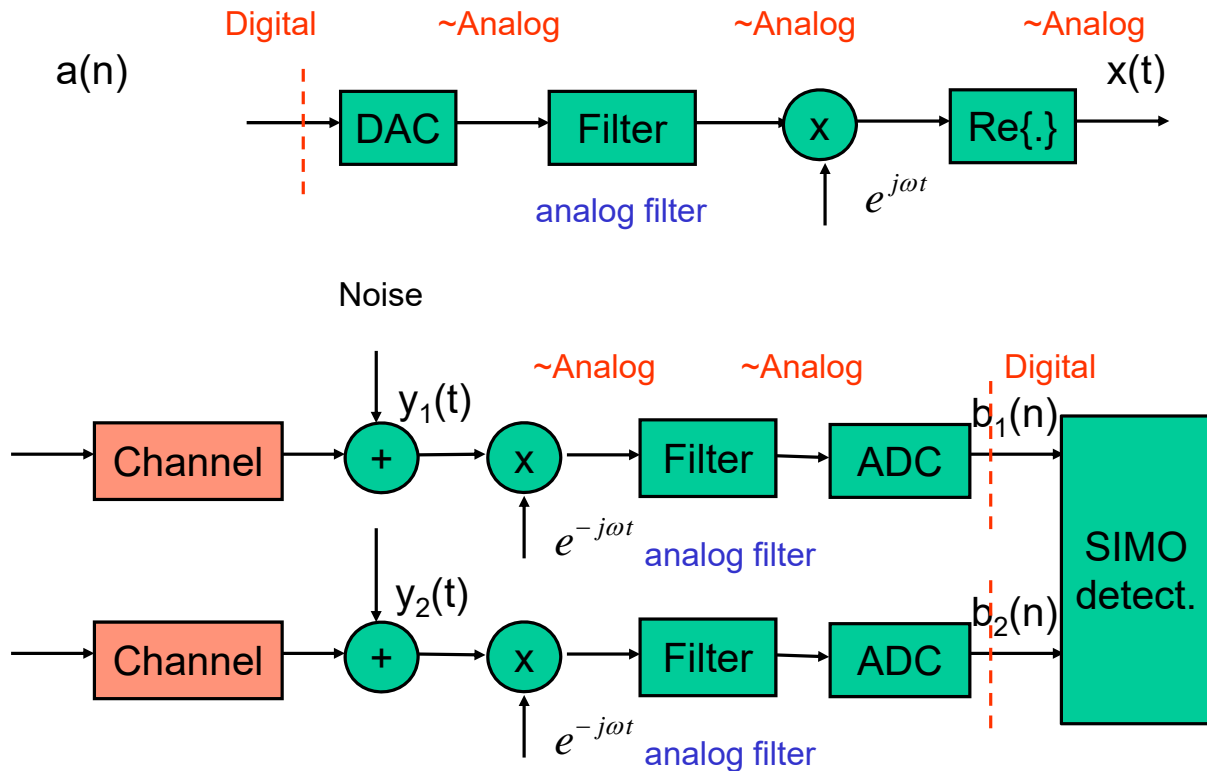 Digital ~Analog ~Analog ~Analog
a(n) x(t)
DAC Filter x Re{.}
analog filter e^{jωt}
Noise
~Analog ~Analog Digital
y₁(t) b₁(n)
Channel + x Filter ADC
e^{-jωt} analog filter
SIMO
detect.
y₂(t) b₂(n)
Channel + x Filter ADC
e^{-jωt} analog filter